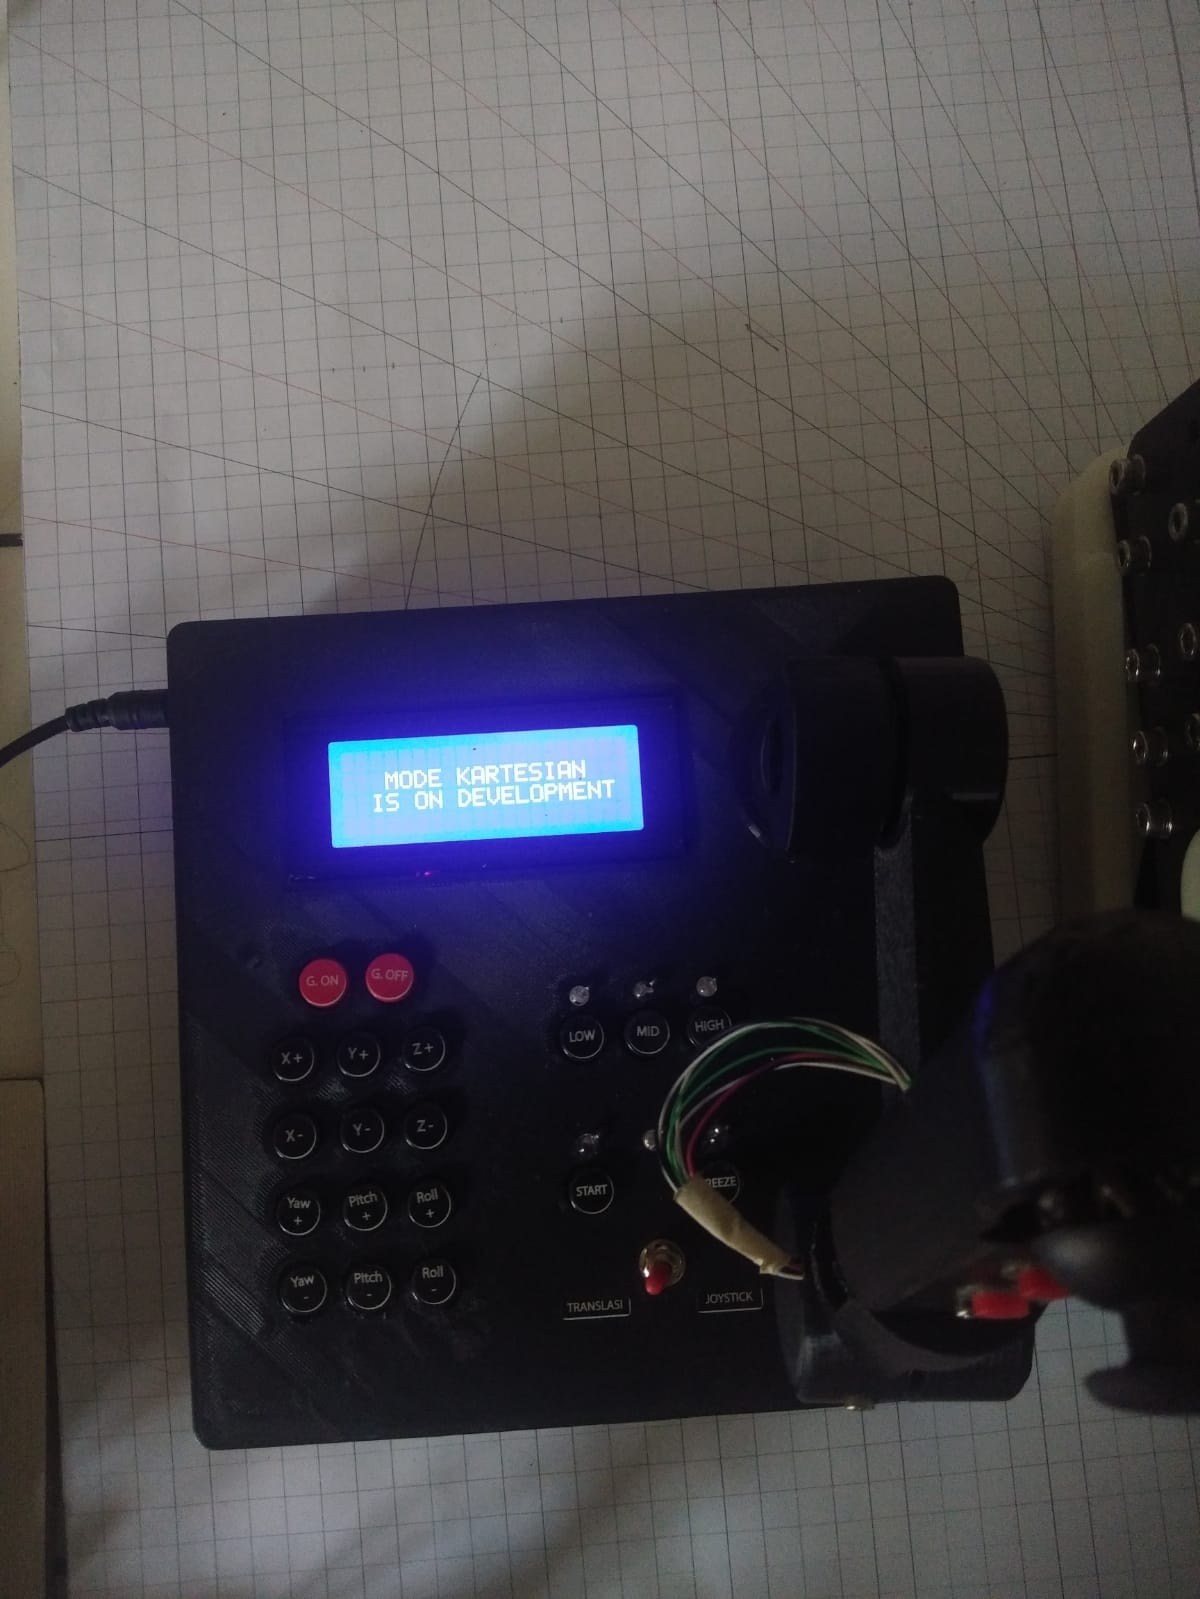 MODE KARTESIAN
IS ON DEVELOPMENT
G. ON
G. OFF
LOW
MID
HIGH
X+
Y+
Z+
X-
Y-
Z-
Yaw
+
Pitch
+
Roll
+
START
Yaw
-
Pitch
-
Roll
-
TRANSLASI
JOYSTICK